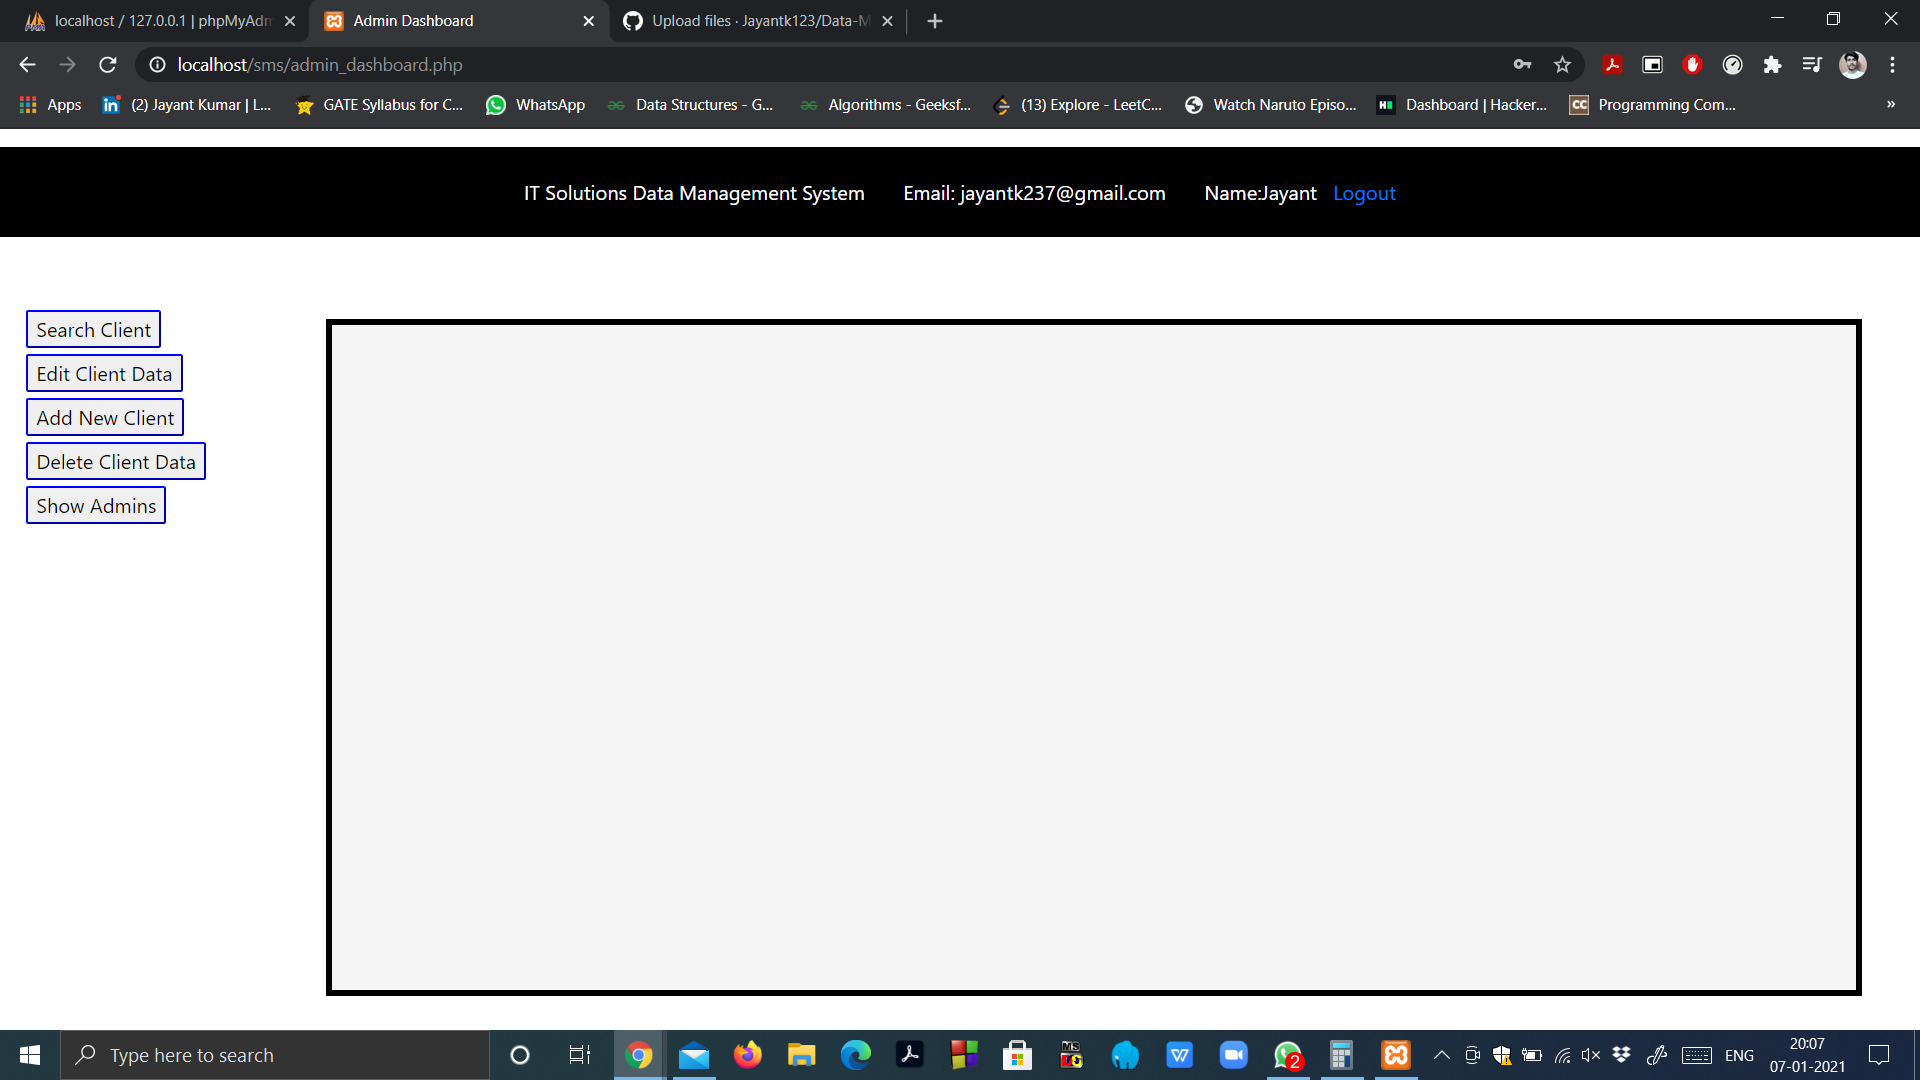 localhost / 127.0.0.1 | phpMyAdm
Admin Dashboard
Upload files · Jayantk123/Data-M
localhost/sms/admin_dashboard.php
Apps
(2) Jayant Kumar | L...
GATE Syllabus for C...
WhatsApp
Data Structures - G...
Algorithms - Geeksf...
(13) Explore - LeetC...
Watch Naruto Episo...
Dashboard | Hacker...
Programming Com...
»
IT Solutions Data Management System Email: jayantk237@gmail.com Name:Jayant Logout
Search Client
Edit Client Data
Add New Client
Delete Client Data
Show Admins
Type here to search
2
ENG
20:07
07-01-2021